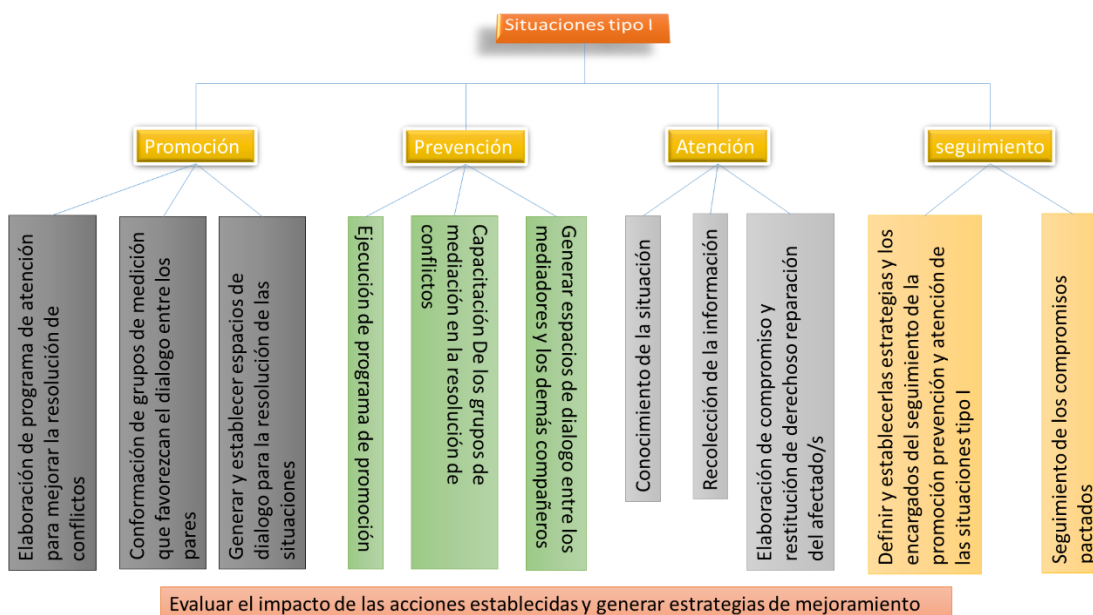 Situaciones tipo I
Promoción
Prevención
Atención
seguimiento
Elaboración de programa de atención
para mejorar la resolución de
conflictos
Conformación de grupos de medición
que favorezcan el dialogo entre los
pares
Generar y establecer espacios de
dialogo para la resolución de las
situaciones
Ejecución de programa de promoción
Capacitación De los grupos de
mediación en la resolución de
conflictos
Generar espacios de dialogo entre los
mediadores y los demás compañeros
Conocimiento de la situación
Recolección de la información
Elaboración de compromiso y
restitución de derechoso reparación
del afectado/s
Definir y establecerlas estrategias y los
encargados del seguimiento de la
promoción prevención y atención de
las situaciones tipo I
Seguimiento de los compromisos
pactados
Evaluar el impacto de las acciones establecidas y generar estrategias de mejoramiento